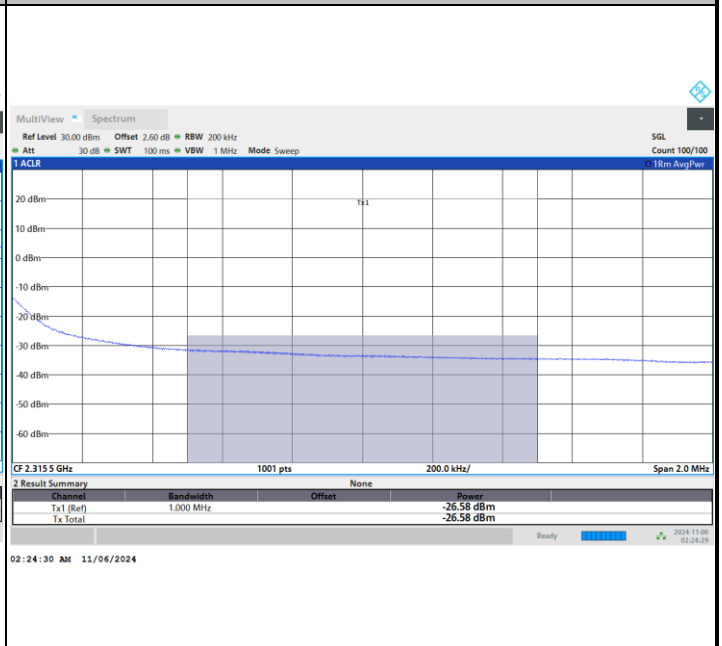 MultiView Spectrum
Ref Level 30.00 dBm Offset 2.60 dB RBW 200 kHz SGL
Att 30 dB SWT 100 ms VBW 1 MHz Mode Sweep Count 100/100
1 ACLR 1Rm AvgPwr
Tx1
20 dBm
10 dBm
0 dBm
-10 dBm
-20 dBm
-30 dBm
-40 dBm
-50 dBm
-60 dBm
CF 2.3155 GHz 1001 pts 200.0 kHz/ Span 2.0 MHz
2 Result Summary None
Channel Bandwidth Offset Power
Tx1 (Ref) 1.000 MHz -26.58 dBm
Tx Total -26.58 dBm
Ready 2024-11-06
02:24:29
02:24:30 AM 11/06/2024